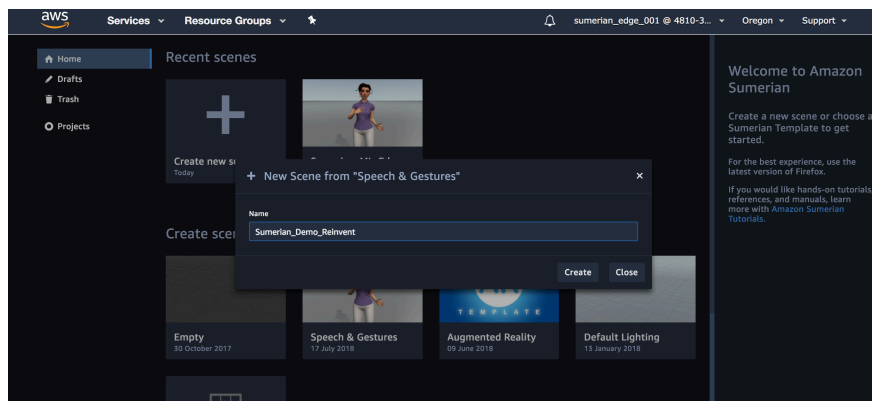 aws
Services
Resource Groups
sumerian_edge_001 @ 4810-3...
Oregon
Support
Home
Drafts
Trash
Projects
Recent scenes
Create new
Today
+ New Scene from "Speech & Gestures"
×
Name
Sumerian_Demo_Reinvent
Create
Close
Create
Empty
30 October 2017
Speech & Gestures
17 July 2018
TEMPLATE
Augmented Reality
09 June 2018
Default Lighting
13 January 2018
Welcome to Amazon
Sumerian
Create a new scene or choose a
Sumerian Template to get
started.
For the best experience, use the
latest version of Firefox.
If you would like hands-on tutorials,
references, and manuals, learn
more with Amazon Sumerian
Tutorials.